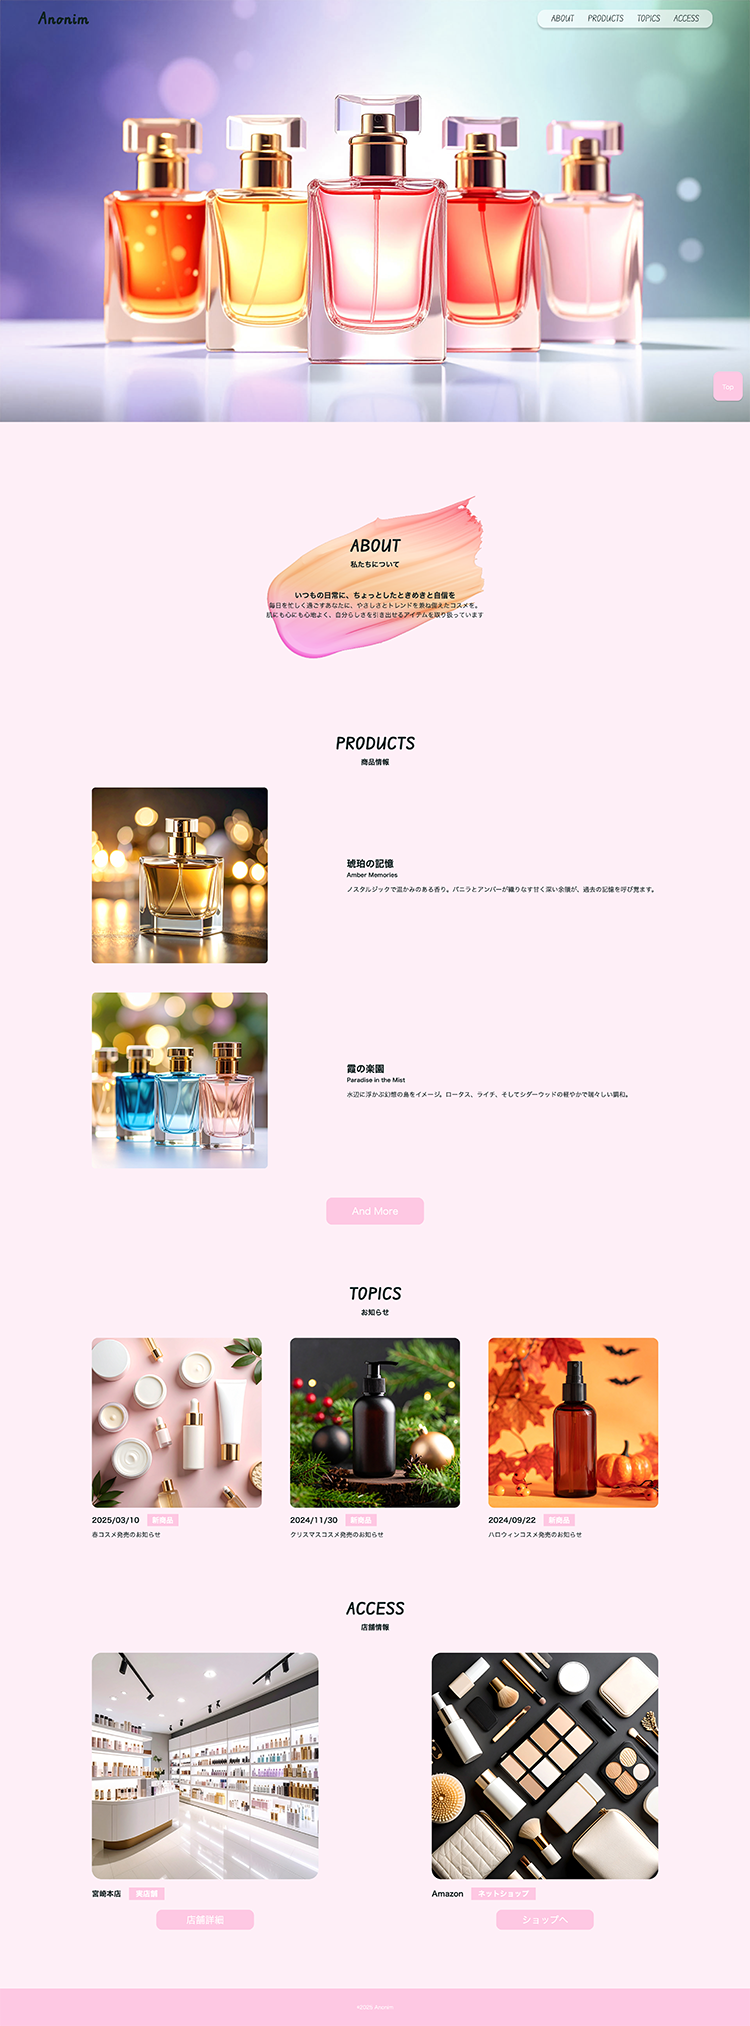 Anonim
ABOUT PRODUCTS TOPICS ACCESS
Top
ABOUT
私たちについて
いつもの日常に、ちょっとしたときめきと自信を
毎日を忙しく過ごすあなたに、やさしさとトレンドを兼ね備えたコスメを。
肌にも心にも心地よく、自分らしさを引き出せるアイテムを取り扱っています
PRODUCTS
商品情報
琥珀の記憶
Amber Memories
ノスタルジックで温かみのある香り。バニラとアンバーが織りなす甘く深い余韻が、過去の記憶を呼び覚ます。
霞の楽園
Paradise in the Mist
水辺に浮かぶ幻想の島をイメージ。ロータス、ライチ、そしてシダーウッドの軽やかで瑞々しい調和。
And More
TOPICS
お知らせ
2025/03/10 新商品
春コスメ発売のお知らせ
2024/11/30 新商品
クリスマスコスメ発売のお知らせ
2024/09/22 新商品
ハロウィンコスメ発売のお知らせ
ACCESS
店舗情報
宮崎本店 実店舗
店舗詳細
Amazon ネットショップ
ショップへ
©2025 Anonim